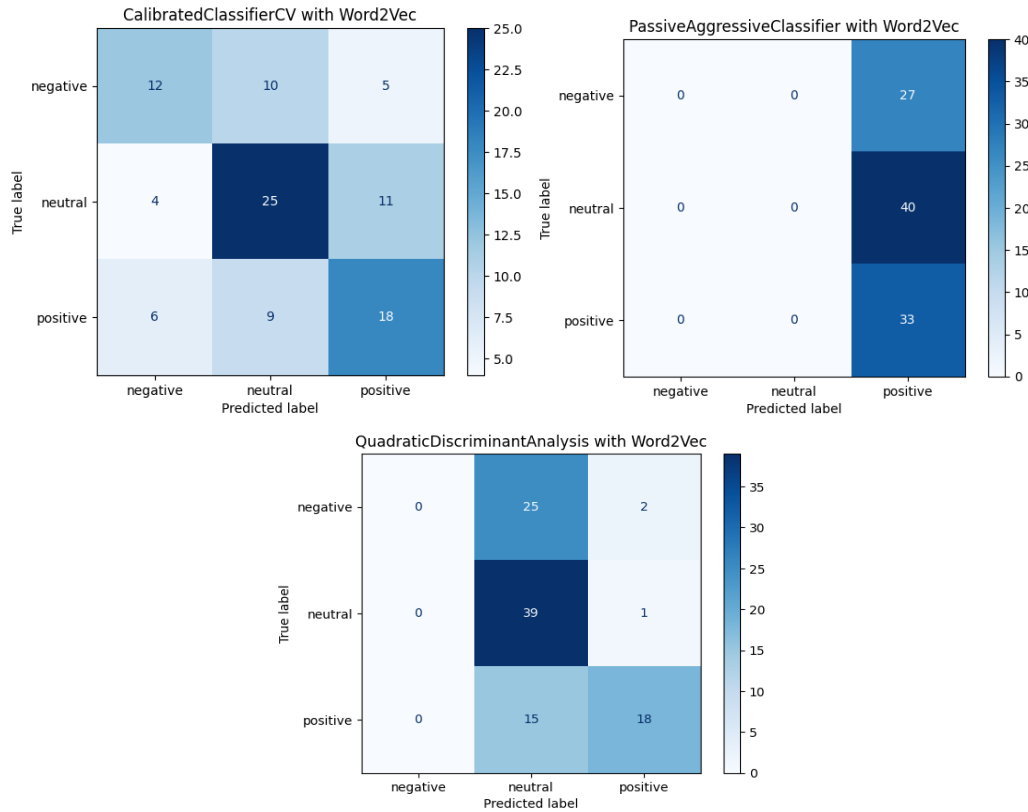 CalibratedClassifierCV with Word2Vec
True label
negative 12 10 5
neutral 4 25 11
positive 6 9 18
negative neutral positive
Predicted label
25.0
22.5
20.0
17.5
15.0
12.5
10.0
7.5
5.0
PassiveAggressiveClassifier with Word2Vec
True label
negative 0 0 27
neutral 0 0 40
positive 0 0 33
negative neutral positive
Predicted label
40
35
30
25
20
15
10
5
0
QuadraticDiscriminantAnalysis with Word2Vec
True label
negative 0 25 2
neutral 0 39 1
positive 0 15 18
negative neutral positive
Predicted label
35
30
25
20
15
10
5
0